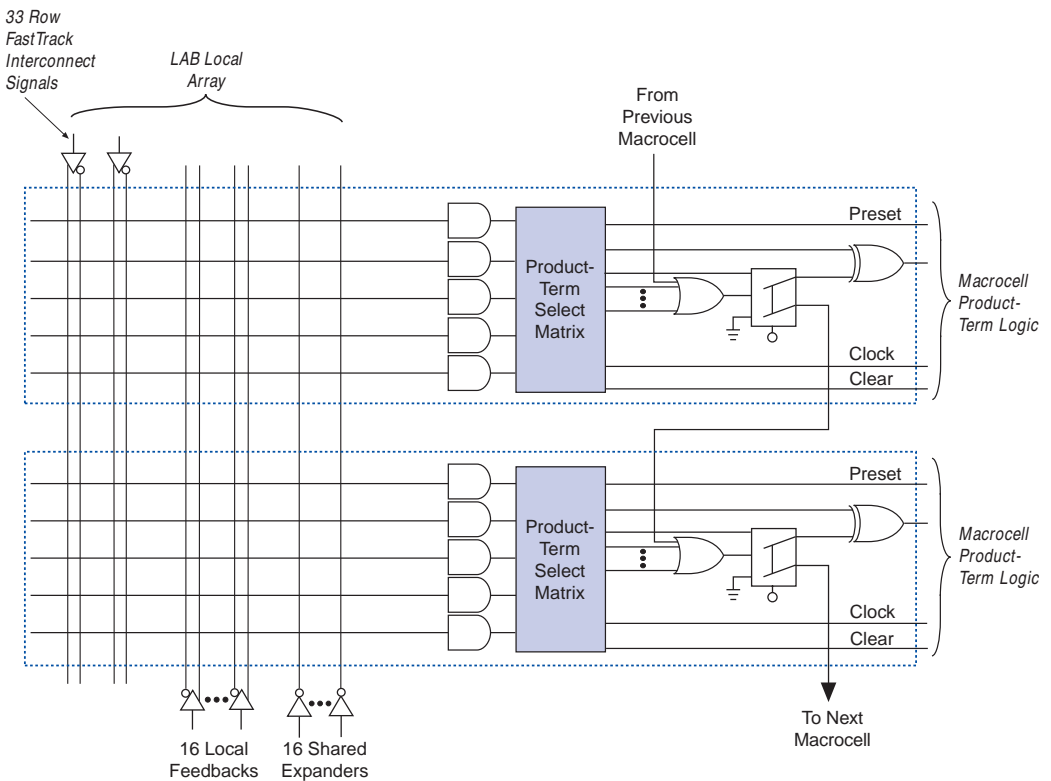 33 Row
FastTrack
Interconnect
Signals
LAB Local
Array
From
Previous
Macrocell
Preset
Product-
Term
Select
Matrix
Macrocell
Product-
Term Logic
Clock
Clear
Preset
Product-
Term
Select
Matrix
Macrocell
Product-
Term Logic
Clock
Clear
16 Local
Feedbacks
16 Shared
Expanders
To Next
Macrocell